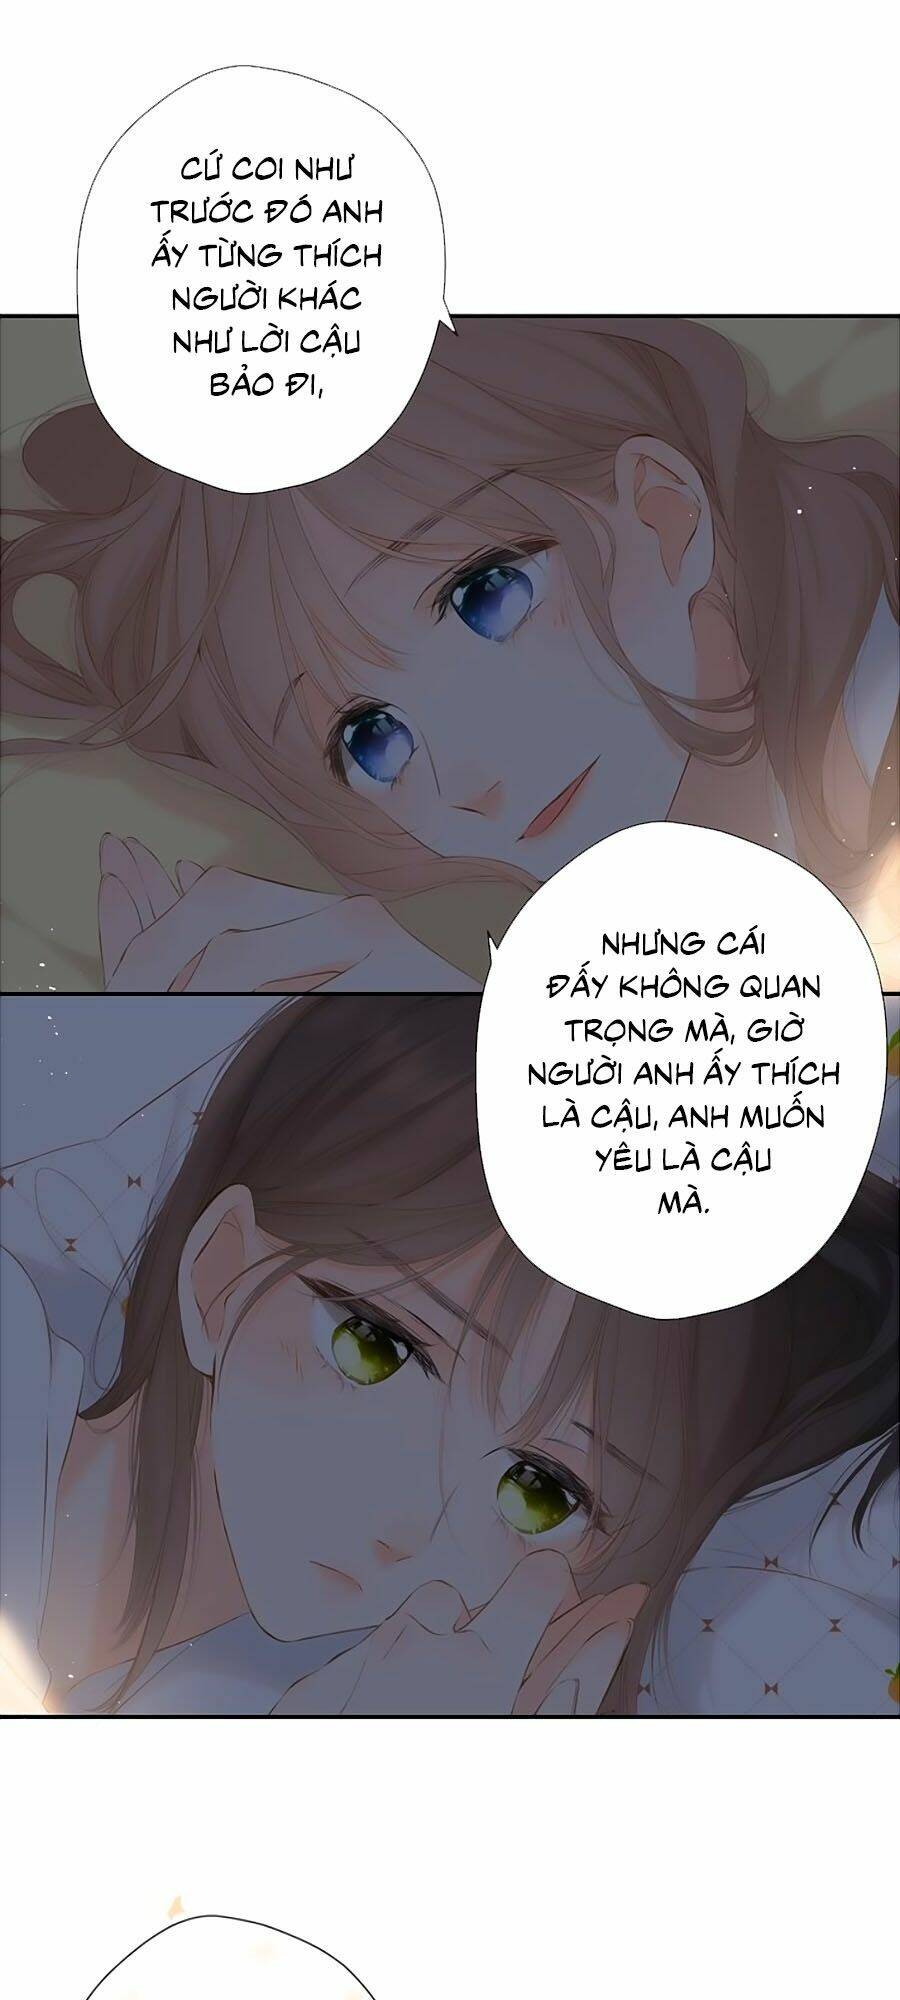 CỨ COI NHƯ
TRƯỚC ĐÓ ANH
ẤY TỪNG THÍCH
NGƯỜI KHÁC
NHƯ LỜI CẬU
BẢO ĐI,
NHƯNG CÁI
ĐẤY KHÔNG QUAN
TRỌNG MÀ, GIỜ
NGƯỜI ANH ẤY THÍCH
LÀ CẬU, ANH MUỐN
YÊU LÀ CẬU
MÀ.